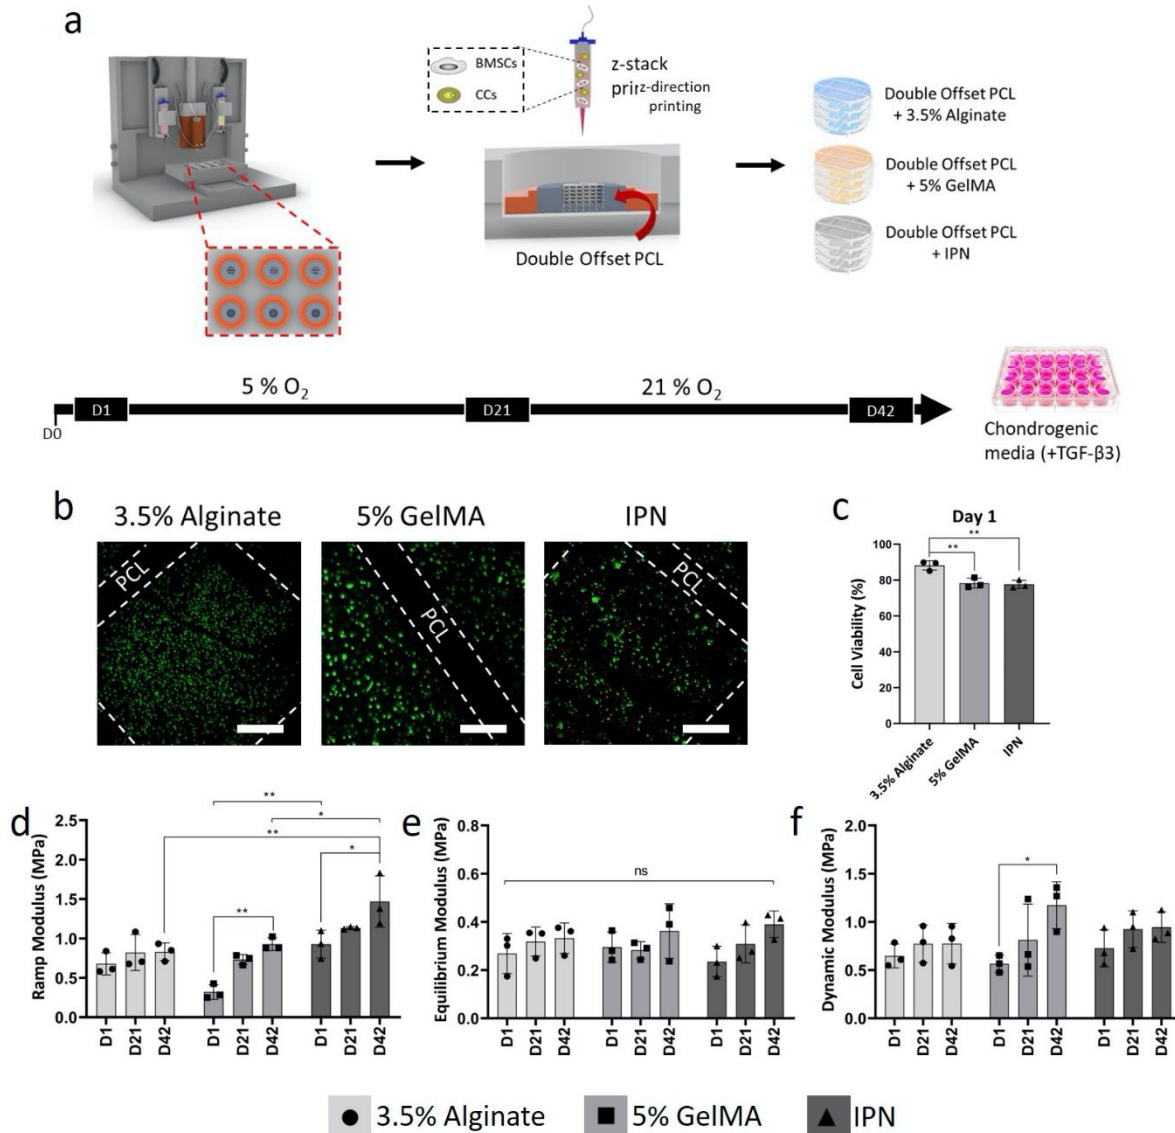 a
BMSCs
CCs
z-stack
prin
z-direction
printing
Double Offset PCL
Double Offset PCL
+ 3.5% Alginate
Double Offset PCL
+ 5% GelMA
Double Offset PCL
+ IPN
5 % O₂
21 % O₂
D0
D1
D21
D42
Chondrogenic
media (+TGF-β3)
b
3.5% Alginate
5% GelMA
IPN
PCL
PCL
PCL
c
Day 1
**
**
Cell Viability (%)
100
80
60
40
20
0
3.5% Alginate
5% GelMA
IPN
d
Ramp Modulus (MPa)
2.5
2.0
1.5
1.0
0.5
0.0
**
*
**
*
**
D1
D21
D42
D1
D21
D42
D1
D21
D42
e
Equilibrium Modulus (MPa)
0.8
0.6
0.4
0.2
0.0
ns
D1
D21
D42
D1
D21
D42
D1
D21
D42
f
Dynamic Modulus (MPa)
2.0
1.5
1.0
0.5
0.0
*
D1
D21
D42
D1
D21
D42
D1
D21
D42
3.5% Alginate
5% GelMA
IPN